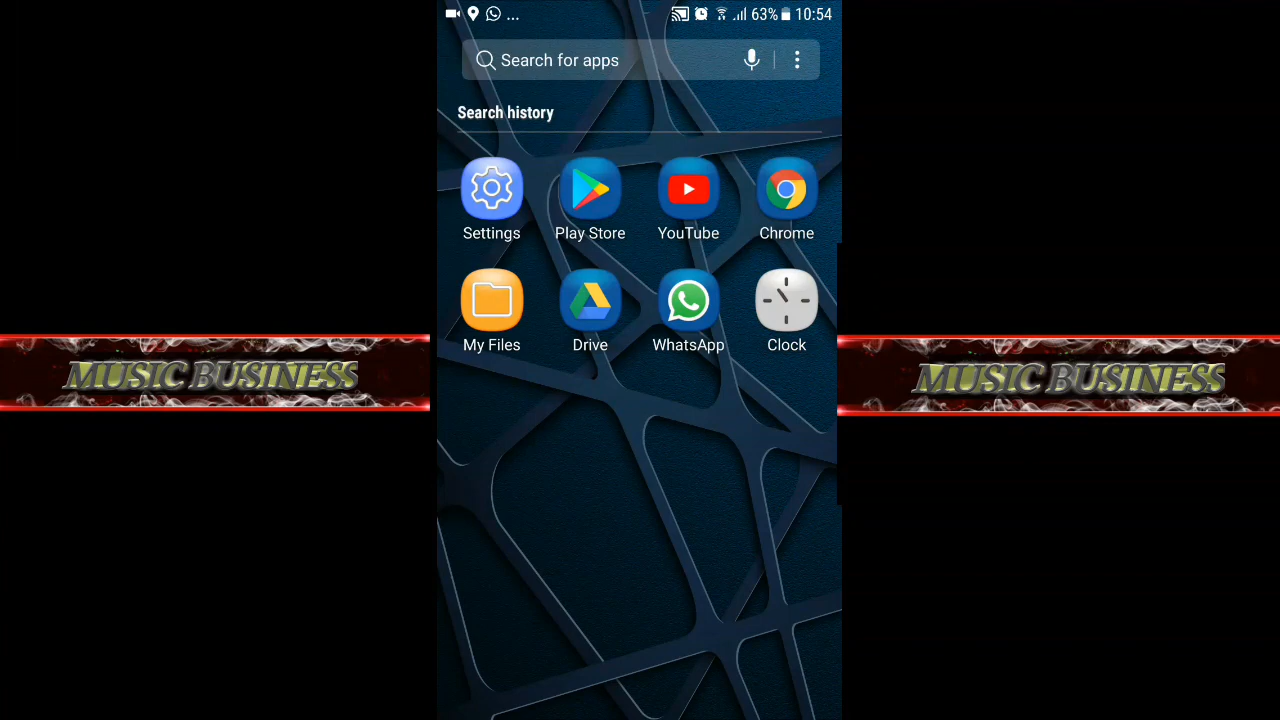 ... 63% 10:54
Search for apps
Search history
Settings Play Store YouTube Chrome
My Files Drive WhatsApp Clock
MUSIC BUSINESS MUSIC BUSINESS